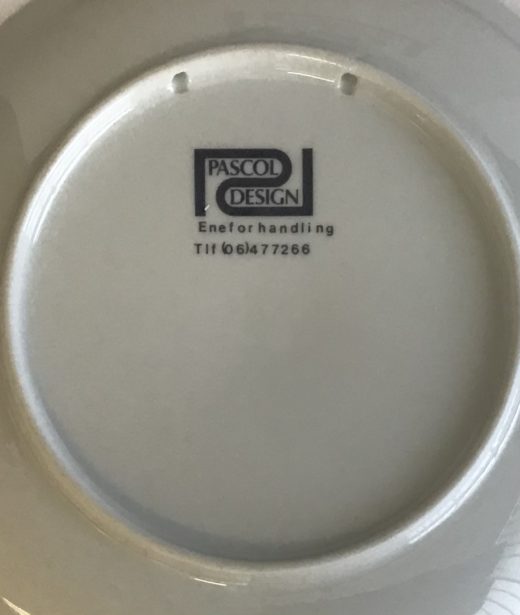 PASCOL
DESIGN
Eneforhandling
Tlf (06)477266